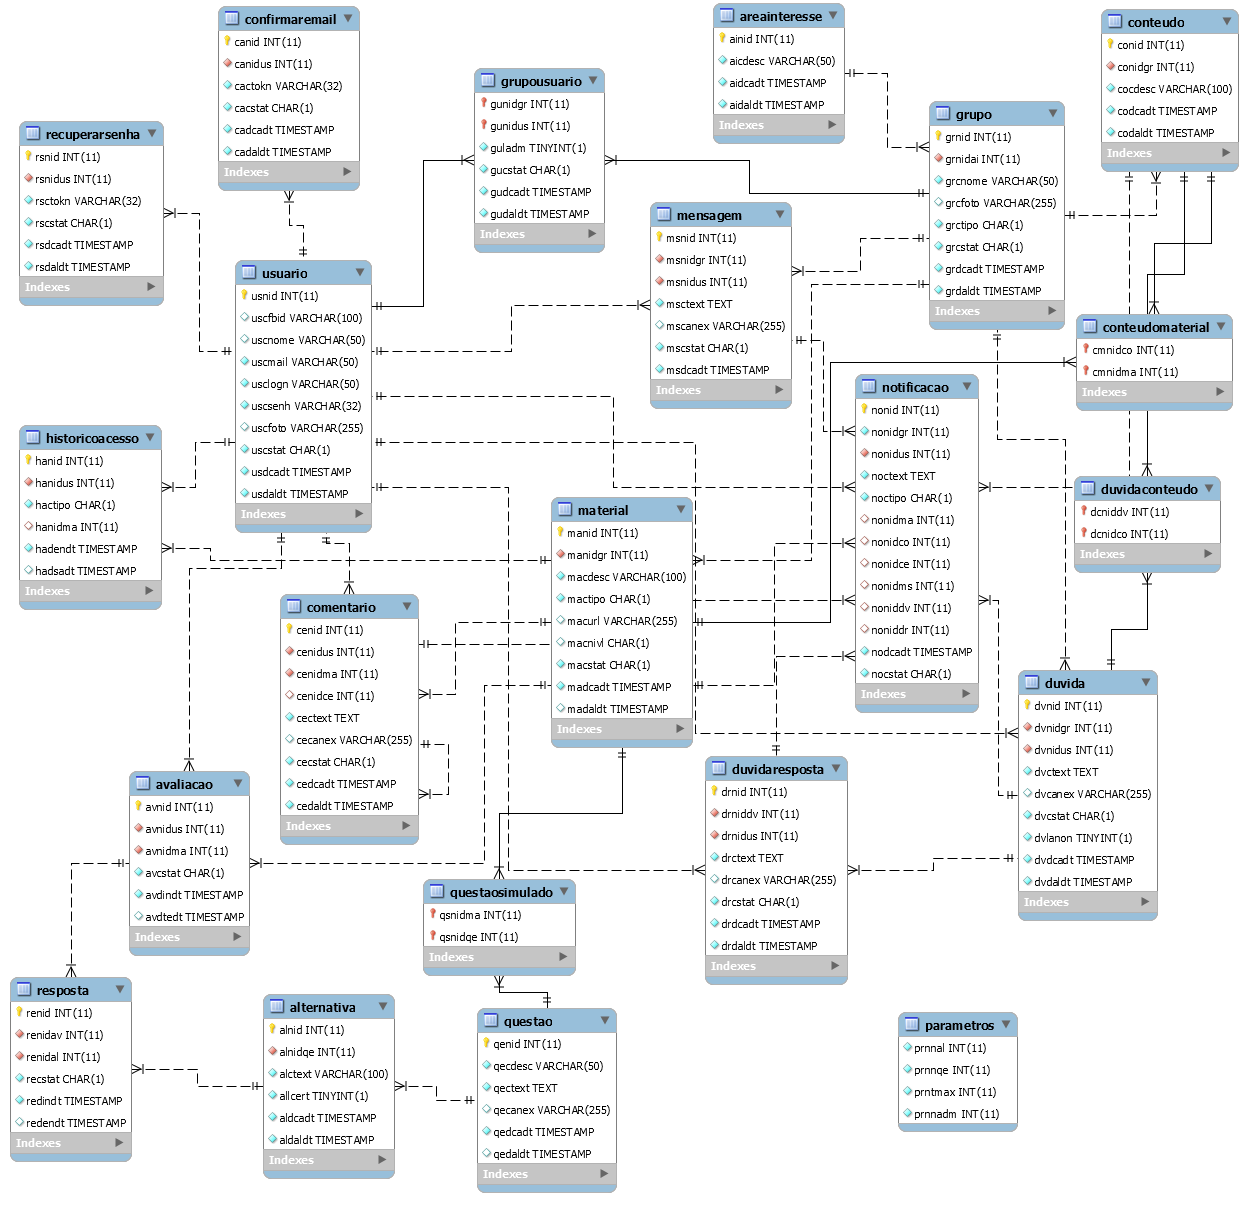 confirmaremail
canid INT(11)
canidus INT(11)
cactokn VARCHAR(32)
cacstat CHAR(1)
cadcadt TIMESTAMP
cadaldt TIMESTAMP
Indexes
areainteresse
ainid INT(11)
aicdesc VARCHAR(50)
aidcadt TIMESTAMP
aidaldt TIMESTAMP
Indexes
conteudo
conid INT(11)
conidgr INT(11)
cocdesc VARCHAR(100)
codcadt TIMESTAMP
codaldt TIMESTAMP
Indexes
grupousuario
gunidgr INT(11)
gunidus INT(11)
guladm TINYINT(1)
gucstat CHAR(1)
gudcadt TIMESTAMP
gudaldt TIMESTAMP
Indexes
grupo
grnid INT(11)
grnidai INT(11)
grcnome VARCHAR(50)
grcfoto VARCHAR(255)
grctipo CHAR(1)
grcstat CHAR(1)
grdcadt TIMESTAMP
grdaldt TIMESTAMP
Indexes
recuperarsenha
rsnid INT(11)
rsnidus INT(11)
rsctokn VARCHAR(32)
rscstat CHAR(1)
rsdcadt TIMESTAMP
rsdaldt TIMESTAMP
Indexes
mensagem
msnid INT(11)
msnidgr INT(11)
msnidus INT(11)
msctext TEXT
mscanex VARCHAR(255)
mscstat CHAR(1)
msdcadt TIMESTAMP
Indexes
usuario
usnid INT(11)
uscfbid VARCHAR(100)
uscnome VARCHAR(50)
uscmail VARCHAR(50)
usclogn VARCHAR(50)
uscsenh VARCHAR(32)
uscfoto VARCHAR(255)
uscstat CHAR(1)
usdcadt TIMESTAMP
usdaldt TIMESTAMP
Indexes
conteudomaterial
cmnidco INT(11)
cmnidma INT(11)
Indexes
notificacao
nonid INT(11)
nonidgr INT(11)
nonidus INT(11)
noctext TEXT
noctipo CHAR(1)
nonidma INT(11)
nonidco INT(11)
nonidce INT(11)
nonidms INT(11)
noniddv INT(11)
noniddr INT(11)
nodcadt TIMESTAMP
nocstat CHAR(1)
Indexes
historicoacesso
hanid INT(11)
hanidus INT(11)
hactipo CHAR(1)
hanidma INT(11)
hadendt TIMESTAMP
hadsadt TIMESTAMP
Indexes
duvidaconteudo
dcniddv INT(11)
dcnidco INT(11)
Indexes
material
manid INT(11)
manidgr INT(11)
macdesc VARCHAR(100)
mactipo CHAR(1)
macurl VARCHAR(255)
macnivl CHAR(1)
macstat CHAR(1)
madcadt TIMESTAMP
madaldt TIMESTAMP
Indexes
comentario
cenid INT(11)
cenidus INT(11)
cenidma INT(11)
cenidce INT(11)
cectext TEXT
cecanex VARCHAR(255)
cecstat CHAR(1)
cedcadt TIMESTAMP
cedaldt TIMESTAMP
Indexes
duvida
dvnid INT(11)
dvnidgr INT(11)
dvnidus INT(11)
dvctext TEXT
dvcanex VARCHAR(255)
dvcstat CHAR(1)
dvlanon TINYINT(1)
dvdcadt TIMESTAMP
dvdaldt TIMESTAMP
Indexes
duvidaresposta
drnid INT(11)
drniddv INT(11)
drnidus INT(11)
drctext TEXT
drcanex VARCHAR(255)
drcstat CHAR(1)
drdcadt TIMESTAMP
drdaldt TIMESTAMP
Indexes
avaliacao
avnid INT(11)
avnidus INT(11)
avnidma INT(11)
avcstat CHAR(1)
avdindt TIMESTAMP
avdtedt TIMESTAMP
Indexes
questaosimulado
qsnidma INT(11)
qsnidqe INT(11)
Indexes
resposta
renid INT(11)
renidav INT(11)
renidal INT(11)
recstat CHAR(1)
redindt TIMESTAMP
redendt TIMESTAMP
Indexes
alternativa
alnid INT(11)
alnidqe INT(11)
alctext VARCHAR(100)
allcert TINYINT(1)
aldcadt TIMESTAMP
aldaldt TIMESTAMP
Indexes
questao
qenid INT(11)
qecdesc VARCHAR(50)
qectext TEXT
qecanex VARCHAR(255)
qedcadt TIMESTAMP
qedaldt TIMESTAMP
Indexes
parametros
prnnal INT(11)
prnnqe INT(11)
prntmax INT(11)
prnnadm INT(11)